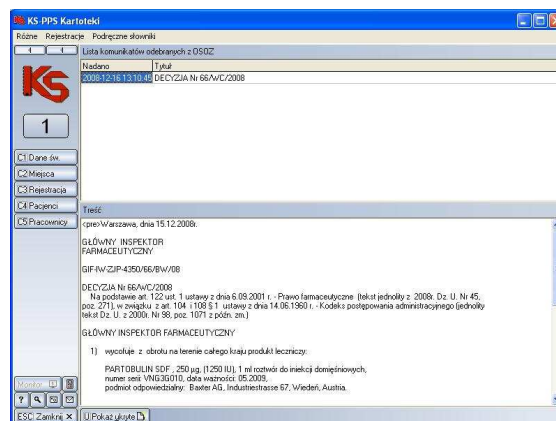 KS-PPS Kartoteki
Różne Rejestracje Podręczne słowniki
Lista komunikatów odebranych z OSOZ
Nadano Tytuł
2008-12-16 13:10:45 DECYZJA Nr 66/WC/2008
KS
1
C1 Dane św.
C2 Miejsca
C3 Rejestracja
C4 Pacjenci
C5 Pracownicy
Treść
<pre>Warszawa, dnia 15.12.2008r.
GŁÓWNY INSPEKTOR
FARMACEUTYCZNY
GIF-IW-ZJP-4350/66/BW/08
DECYZJA Nr 66/WC/2008
Na podstawie art. 122 ust. 1 ustawy z dnia 6.09.2001 r. - Prawo farmaceutyczne (tekst jednolity z 2008r. Dz. U. Nr 45,
poz. 271), w związku z art. 104 i 108 § 1 ustawy z dnia 14.06.1960 r. - Kodeks postępowania administracyjnego (jednolity
tekst Dz. U. z 2000r. Nr 98, poz. 1071 z późn. zm.)
GŁÓWNY INSPEKTOR FARMACEUTYCZNY
1) wycofuje z obrotu na terenie całego kraju produkt leczniczy:
PARTOBULIN SDF , 250 µg, (1250 IU), 1 ml roztwór do iniekcji domięśniowych,
numer serii: VNG3G010, data ważności: 05.2009,
podmiot odpowiedzialny: Baxter AG, Industriestrasse 67, Wiedeń, Austria.
Monitor
?
ESC Zamknij
U Pokaż ukryte